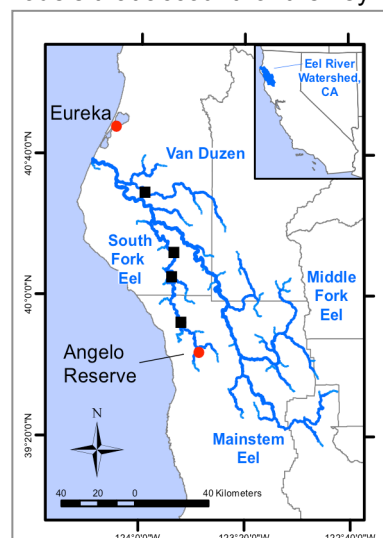 Eel River
Watershed,
CA
Eureka
Van Duzen
40°40'0"N
South
Fork
Eel
40°0'0"N
Middle
Fork
Eel
Angelo
Reserve
39°20'0"N
Mainstem
Eel
N
40 20 0 40 Kilometers
124°0'0"W 123°20'0"W 122°40'0"W